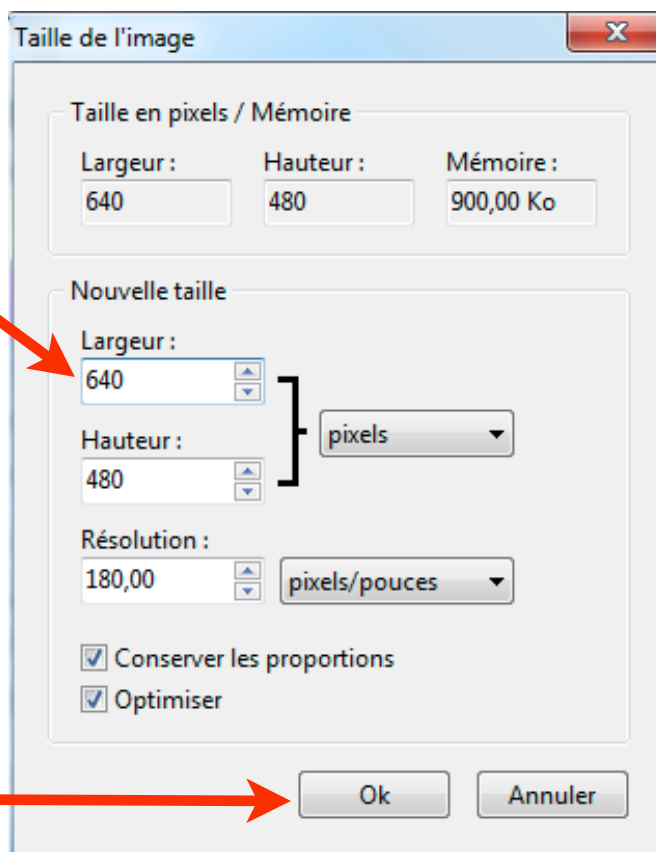 Taille de l'image
Taille en pixels / Mémoire
Largeur : Hauteur : Mémoire :
640 480 900,00 Ko
Nouvelle taille
Largeur :
640
pixels
Hauteur :
480
Résolution :
180,00 pixels/pouces
Conserver les proportions
Optimiser
Ok Annuler